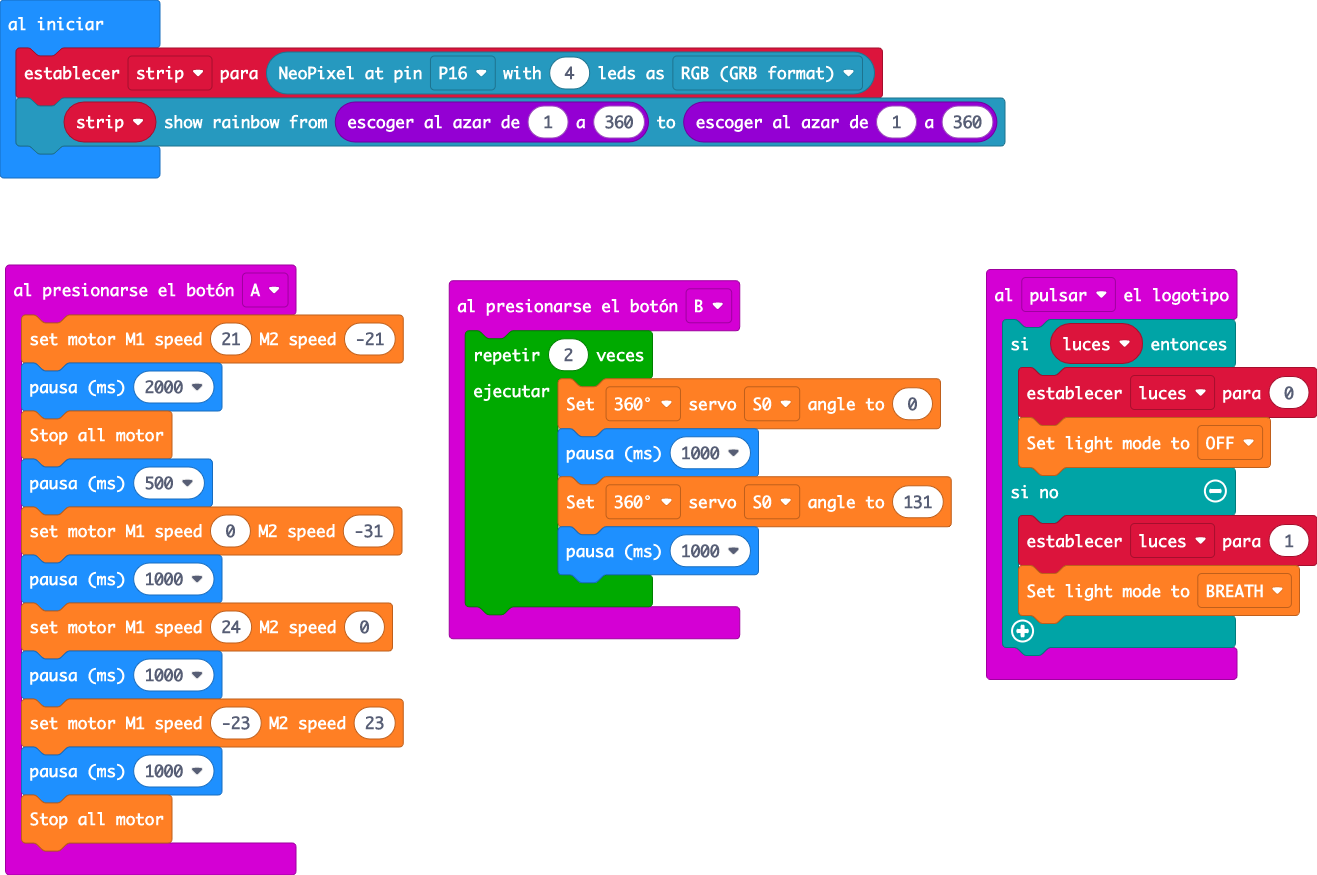 al iniciar
establecer strip para NeoPixel at pin P16 with 4 leds as RGB (GRB format)
strip show rainbow from escoger al azar de 1 a 360 to escoger al azar de 1 a 360
al presionarse el botón A
set motor M1 speed 21 M2 speed -21
pausa (ms) 2000
Stop all motor
pausa (ms) 500
set motor M1 speed 0 M2 speed -31
pausa (ms) 1000
set motor M1 speed 24 M2 speed 0
pausa (ms) 1000
set motor M1 speed -23 M2 speed 23
pausa (ms) 1000
Stop all motor
al presionarse el botón B
repetir 2 veces
ejecutar
Set 360° servo S0 angle to 0
pausa (ms) 1000
Set 360° servo S0 angle to 131
pausa (ms) 1000
al pulsar el logotipo
si luces entonces
establecer luces para 0
Set light mode to OFF
si no
establecer luces para 1
Set light mode to BREATH